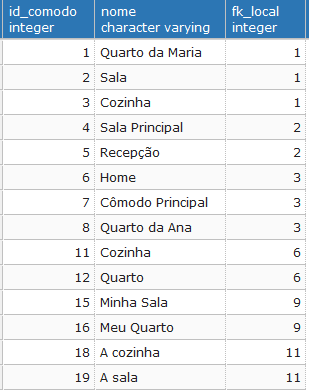 id_comodo nome fk_local
integer character varying integer
1 Quarto da Maria 1
2 Sala 1
3 Cozinha 1
4 Sala Principal 2
5 Recepção 2
6 Home 3
7 Cômodo Principal 3
8 Quarto da Ana 3
11 Cozinha 6
12 Quarto 6
15 Minha Sala 9
16 Meu Quarto 9
18 A cozinha 11
19 A sala 11